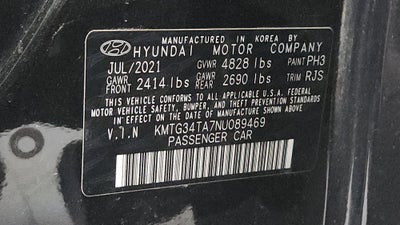 MANUFACTURED IN KOREA BY
HYUNDAI MOTOR COMPANY
JUL/2021 GVWR 4828 lbs PAINT PH3
GAWR FRONT 2414 lbs GAWR REAR 2690 lbs TRIM RJS
THIS VEHICLE CONFORMS TO ALL APPLICABLE U.S. FEDERAL
MOTOR VEHICLE SAFETY, BUMPER, AND THEFT PREVENTION STANDARDS
IN EFFECT ON THE DATE OF MANUFACTURE SHOWN ABOVE.
V.I.N KMTG34TA7NU089469
PASSENGER CAR